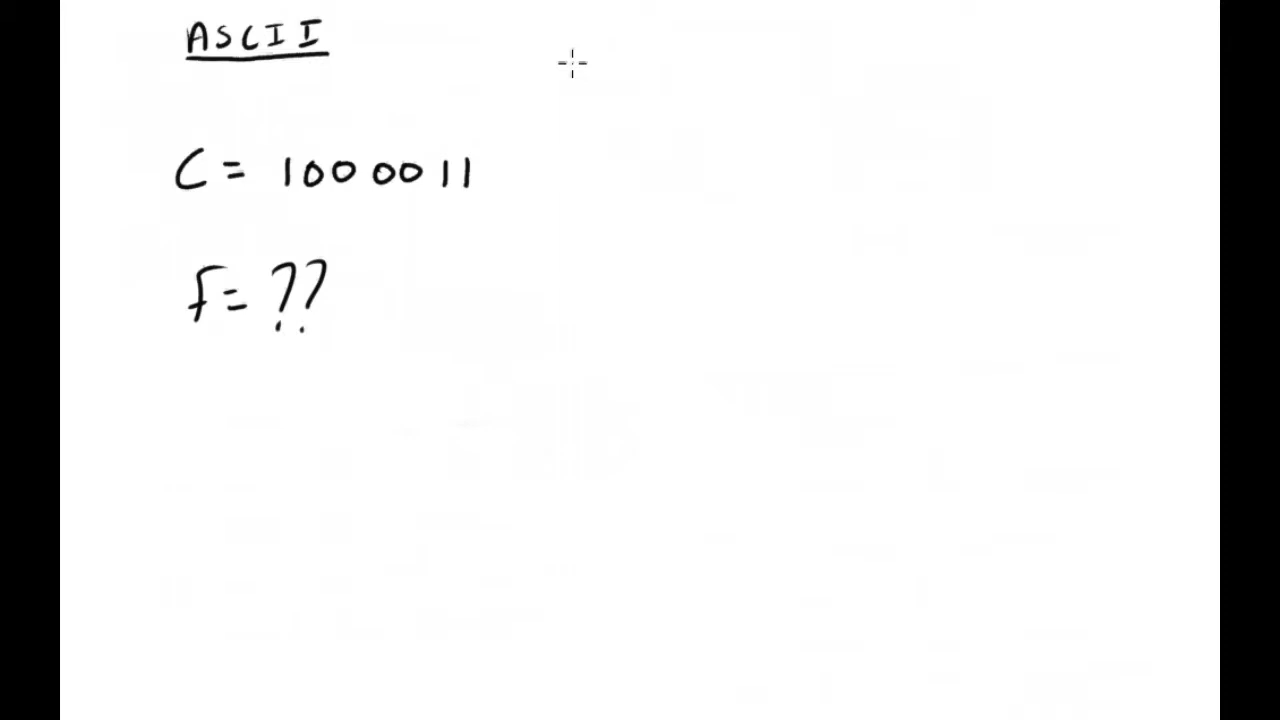 ASCII
C = 1000011
F = ??